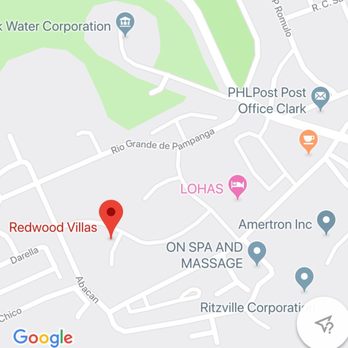 k Water Corporation
P Romulo
R. C. S
PHLPost Post
Office Clark
Rio Grande de Pampanga
LOHAS
Redwood Villas
Amertron Inc
ON SPA AND
MASSAGE
Darella
Abacan
Chico
Ritzville Corporation
Google